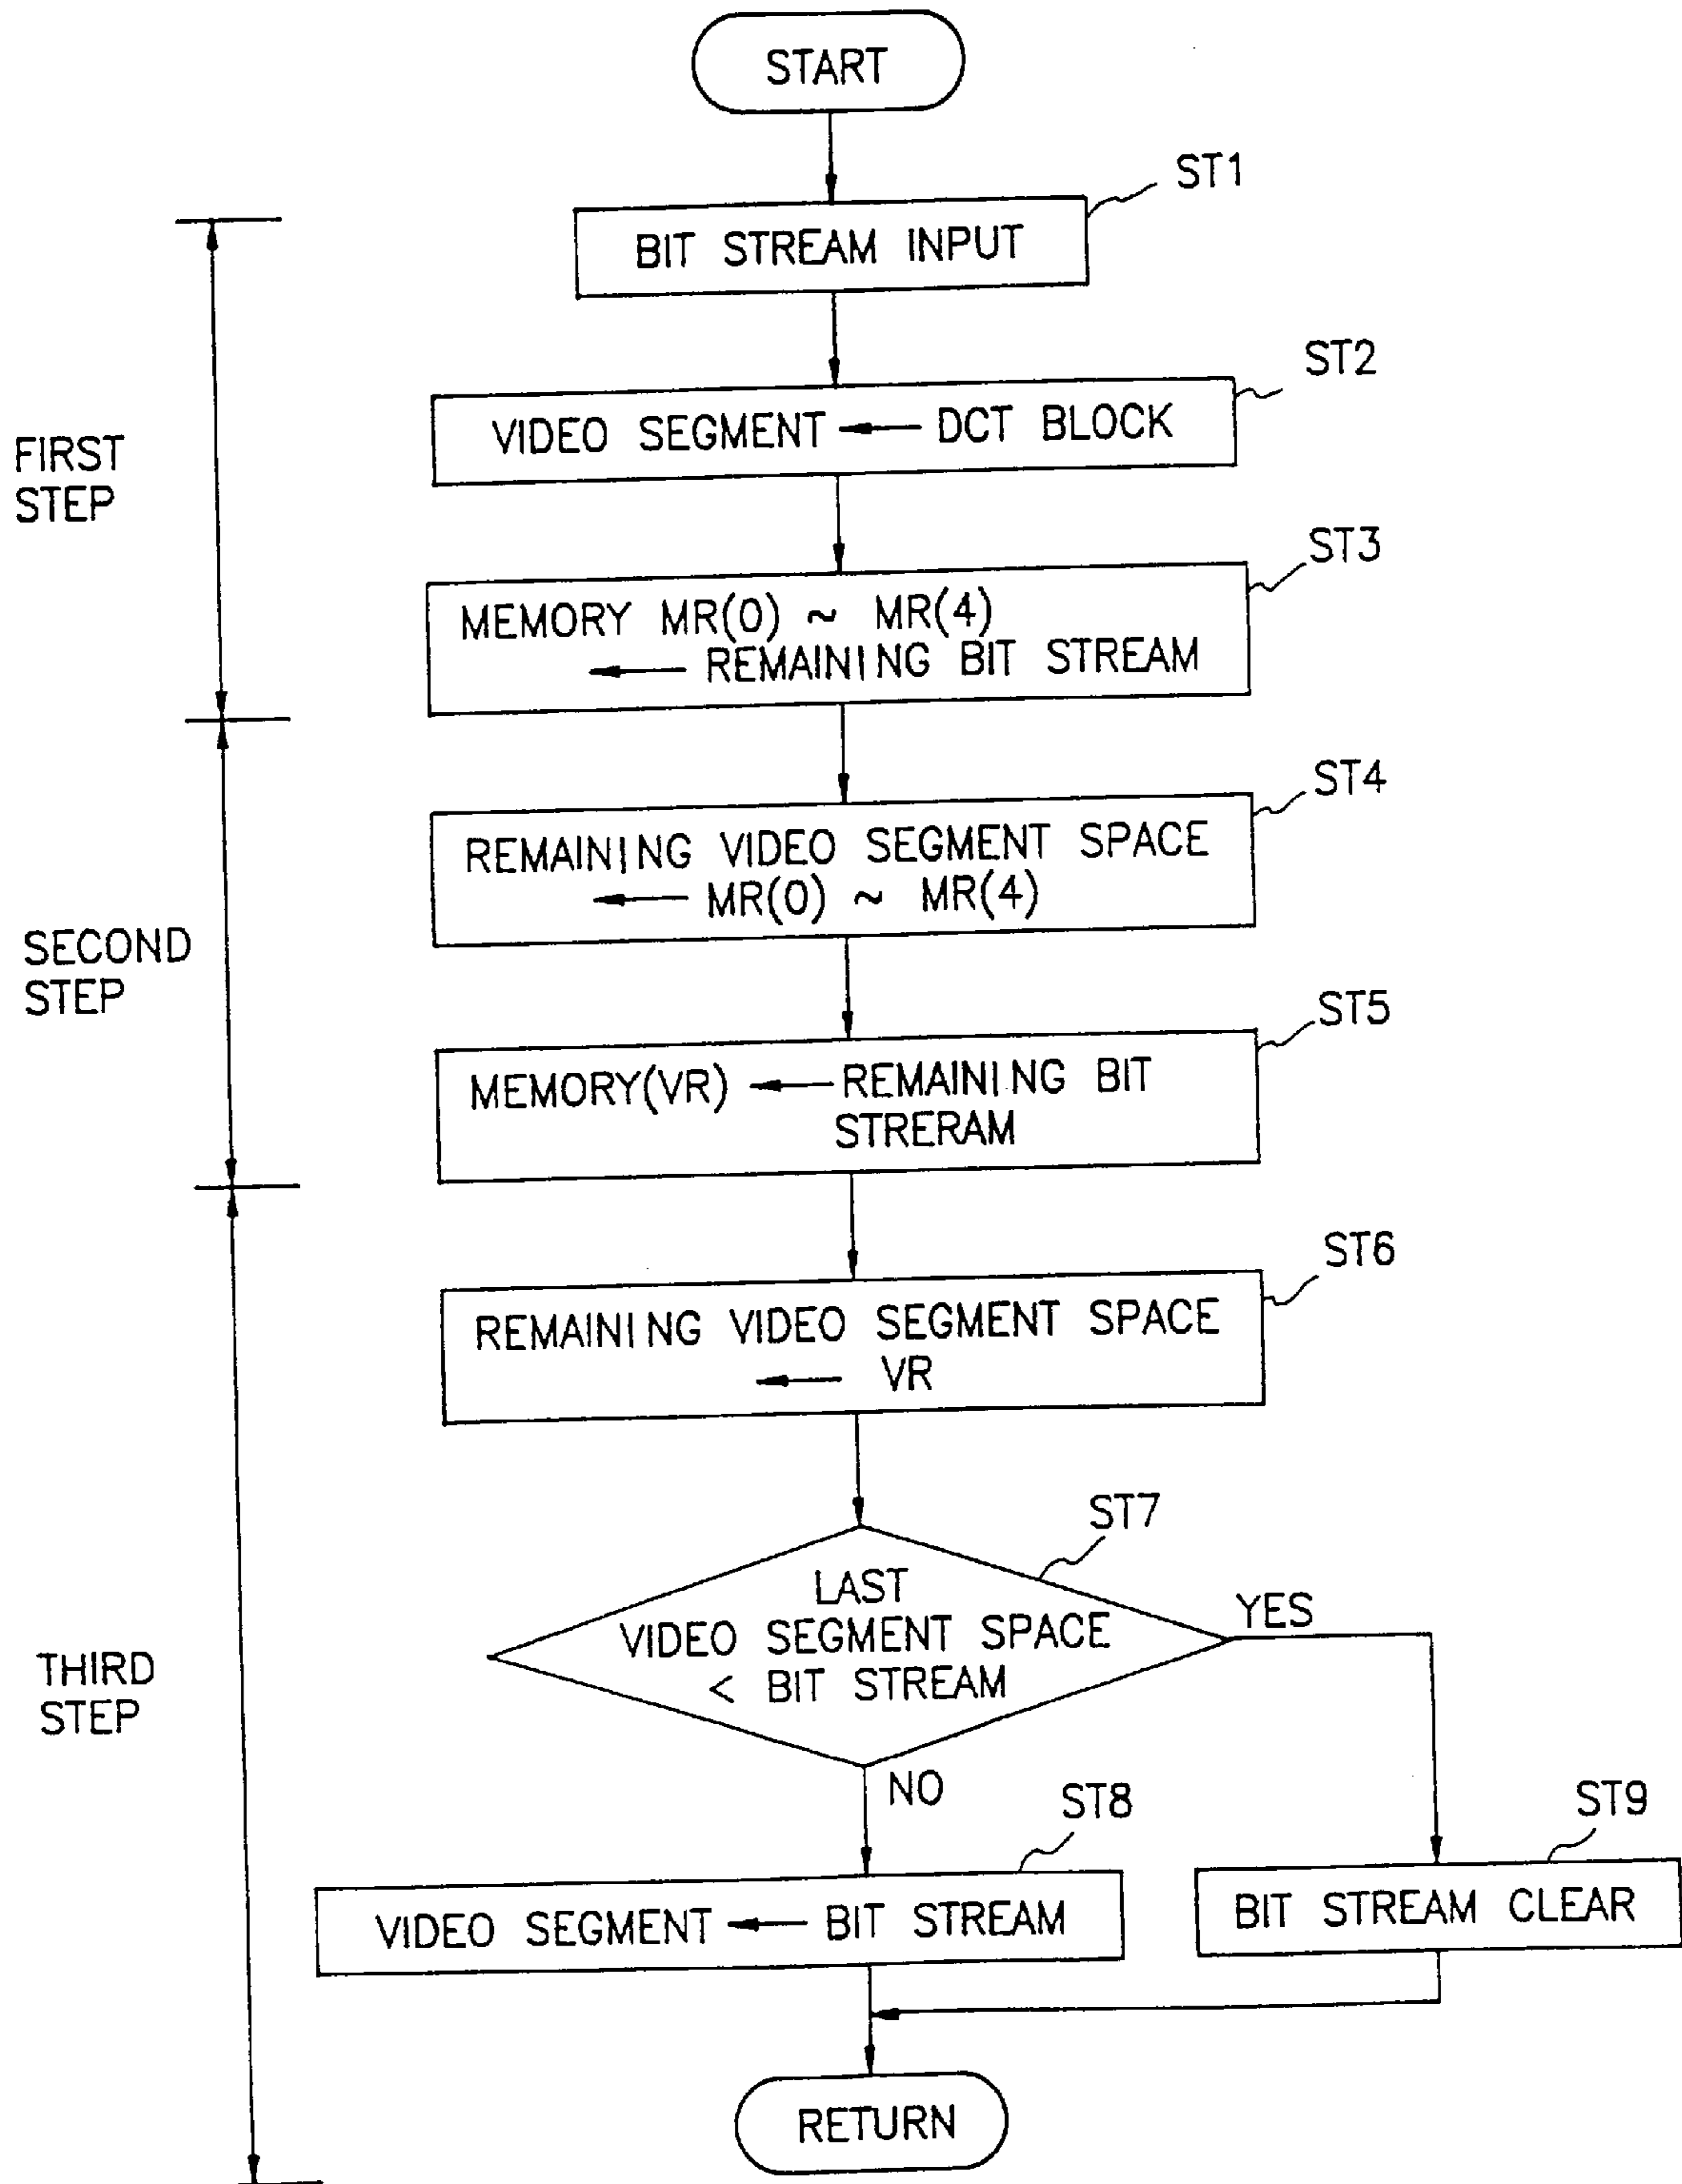 START
ST1
BIT STREAM INPUT
ST2
VIDEO SEGMENT ← DCT BLOCK
FIRST
STEP
ST3
MEMORY MR(0) ~ MR(4)
← REMAINING BIT STREAM
ST4
REMAINING VIDEO SEGMENT SPACE
← MR(0) ~ MR(4)
SECOND
STEP
ST5
MEMORY(VR) ← REMAINING BIT
STRERAM
ST6
REMAINING VIDEO SEGMENT SPACE
← VR
ST7
LAST
VIDEO SEGMENT SPACE
< BIT STREAM
YES
THIRD
STEP
NO
ST8
VIDEO SEGMENT ← BIT STREAM
ST9
BIT STREAM CLEAR
RETURN